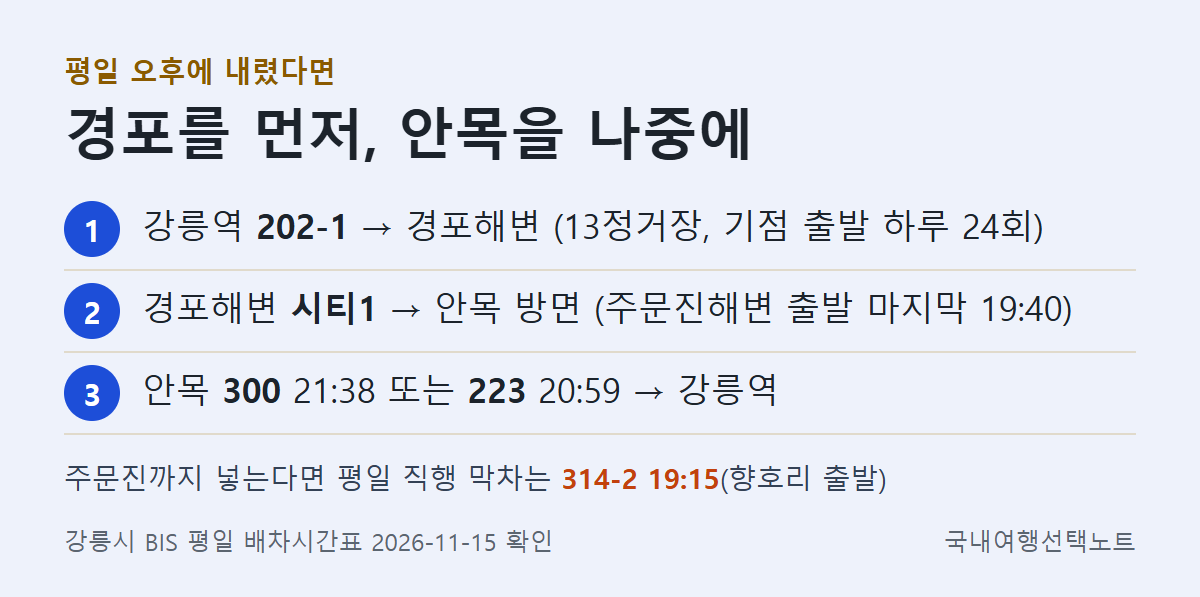 평일 오후에 내렸다면
경포를 먼저, 안목을 나중에
1 강릉역 202-1 → 경포해변 (13정거장, 기점 출발 하루 24회)
2 경포해변 시티1 → 안목 방면 (주문진해변 출발 마지막 19:40)
3 안목 300 21:38 또는 223 20:59 → 강릉역
주문진까지 넣는다면 평일 직행 막차는 314-2 19:15(향호리 출발)
강릉시 BIS 평일 배차시간표 2026-11-15 확인
국내여행선택노트